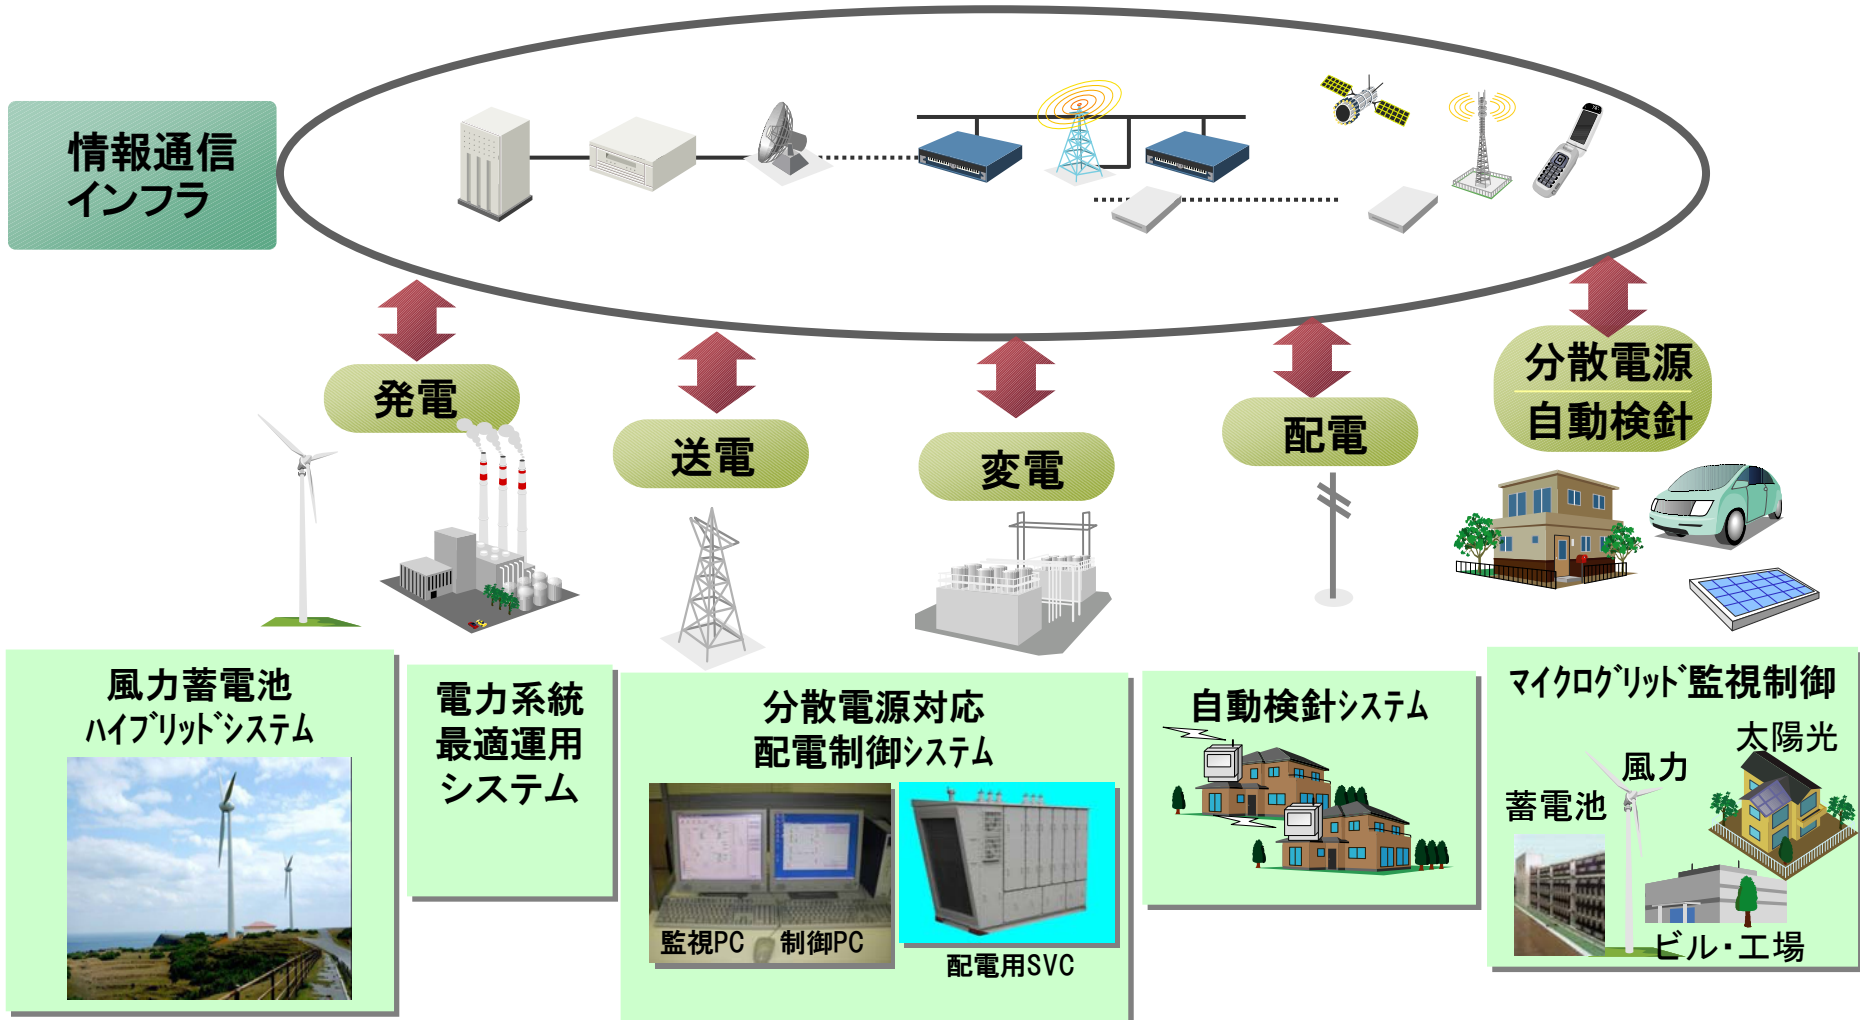 情報通信
インフラ
発電
送電
変電
配電
分散電源
自動検針
風力蓄電池
ﾊｲﾌﾞﾘｯﾄﾞｼｽﾃﾑ
電力系統
最適運用
システム
分散電源対応
配電制御ｼｽﾃﾑ
監視PC
制御PC
配電用SVC
自動検針ｼｽﾃﾑ
ﾏｲｸﾛｸﾞﾘｯﾄﾞ監視制御
太陽光
風力
蓄電池
ビル・工場